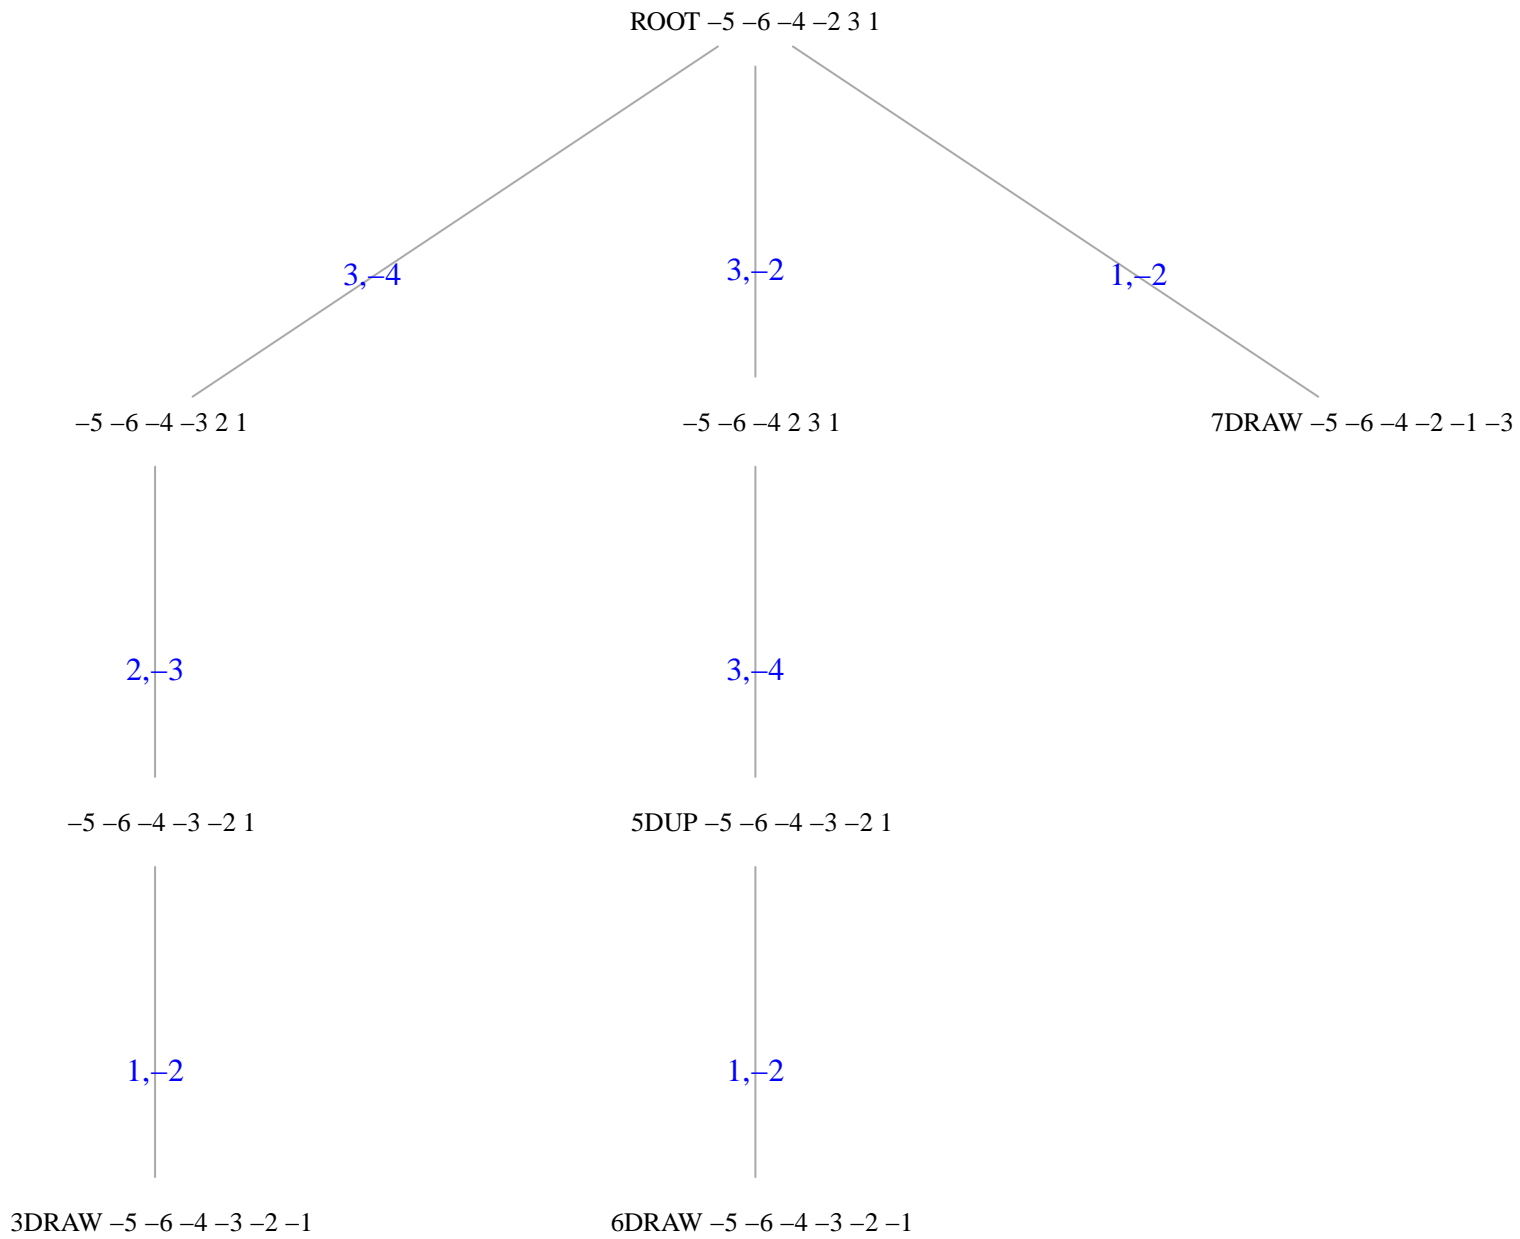 ROOT –5 –6 –4 –2 3 1
3,–4
3,–2
1,–2
–5 –6 –4 –3 2 1
–5 –6 –4 2 3 1
7DRAW –5 –6 –4 –2 –1 –3
2,–3
3,–4
–5 –6 –4 –3 –2 1
5DUP –5 –6 –4 –3 –2 1
1,–2
1,–2
3DRAW –5 –6 –4 –3 –2 –1
6DRAW –5 –6 –4 –3 –2 –1